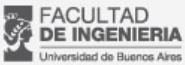 FACULTAD
DE INGENIERIA
Universidad de Buenos Aires